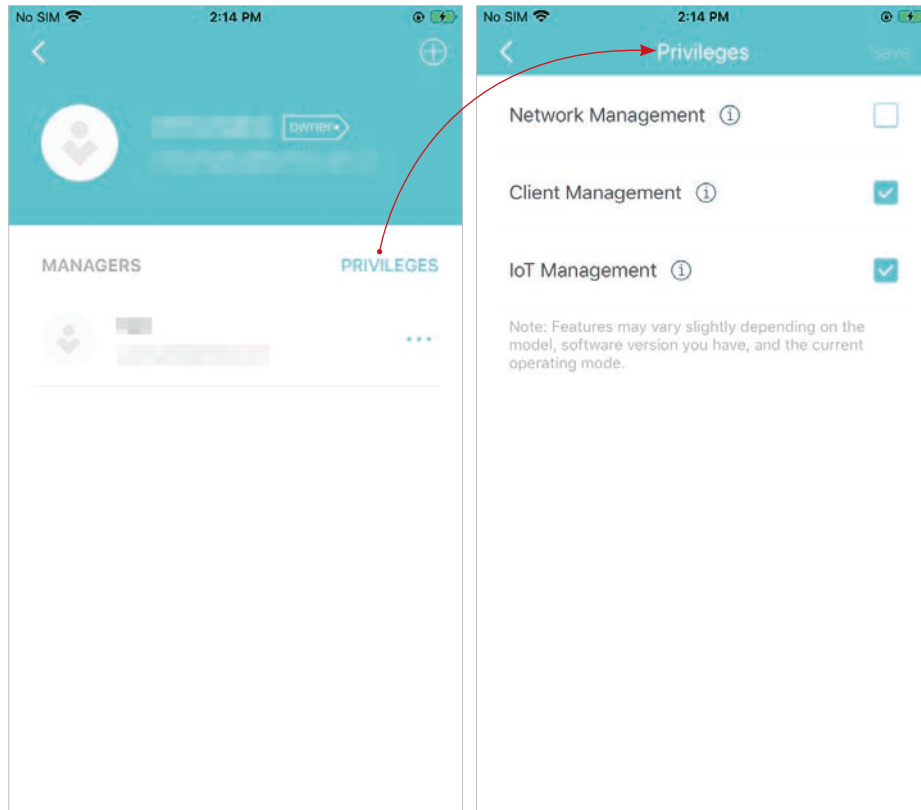 No SIM 2:14 PM
owner
MANAGERS PRIVILEGES
No SIM 2:14 PM
Privileges Save
Network Management
Client Management
IoT Management
Note: Features may vary slightly depending on the
model, software version you have, and the current
operating mode.